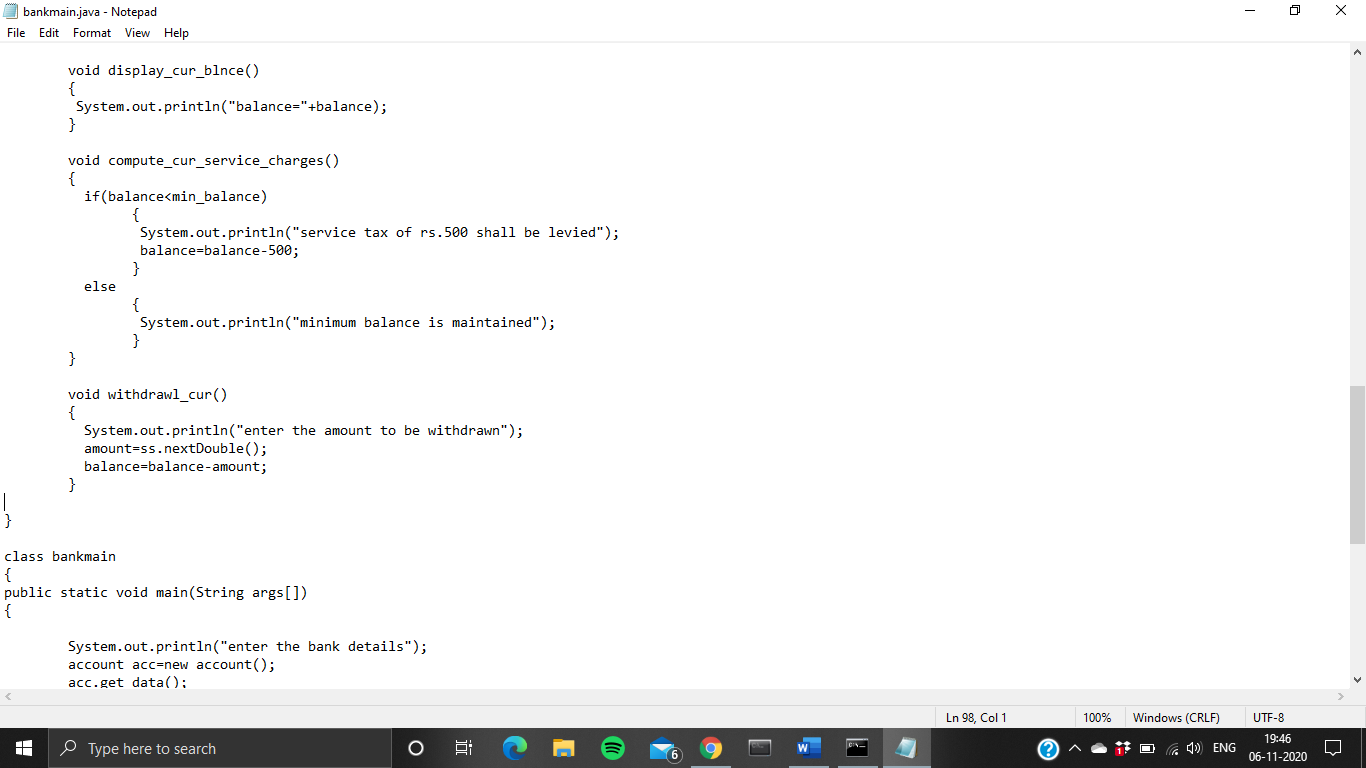 bankmain.java - Notepad
File Edit Format View Help
void display_cur_blnce()
{
System.out.println("balance="+balance);
}
void compute_cur_service_charges()
{
if(balance<min_balance)
{
System.out.println("service tax of rs.500 shall be levied");
balance=balance-500;
}
else
{
System.out.println("minimum balance is maintained");
}
}
void withdrawl_cur()
{
System.out.println("enter the amount to be withdrawn");
amount=ss.nextDouble();
balance=balance-amount;
}
}
class bankmain
{
public static void main(String args[])
{
System.out.println("enter the bank details");
account acc=new account();
acc.get_data();
Ln 98, Col 1 100% Windows (CRLF) UTF-8
Type here to search
6
1
ENG
19:46
06-11-2020